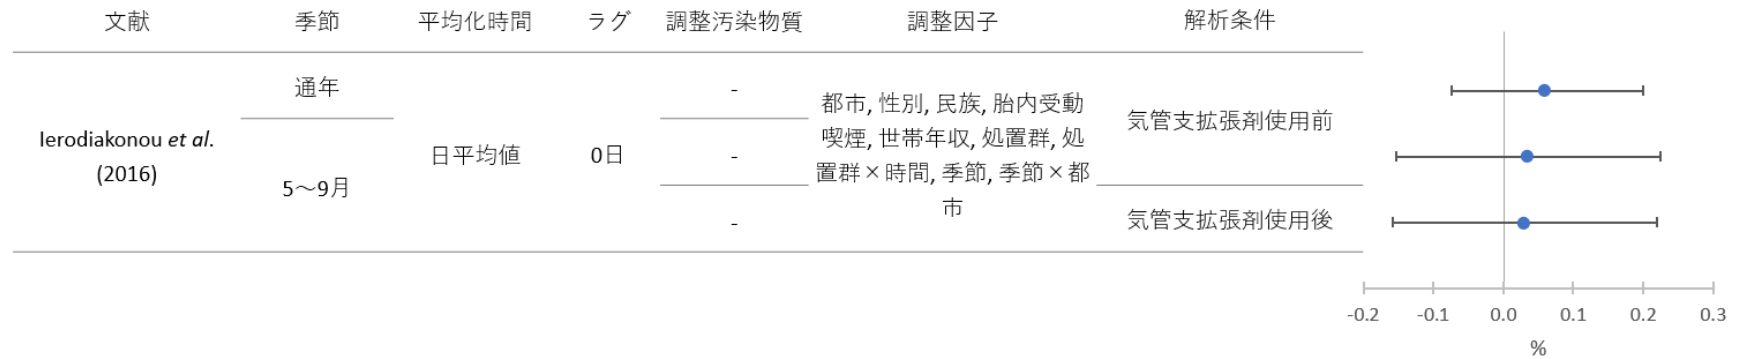 文献 季節 平均化時間 ラグ 調整汚染物質 調整因子 解析条件
Ierodiakonou et al.
(2016)
通年
5～9月
日平均値
0日
-
-
-
都市, 性別, 民族, 胎内受動
喫煙, 世帯年収, 処置群, 処
置群×時間, 季節, 季節×都
市
気管支拡張剤使用前
気管支拡張剤使用後
-0.2 -0.1 0.0 0.1 0.2 0.3
%